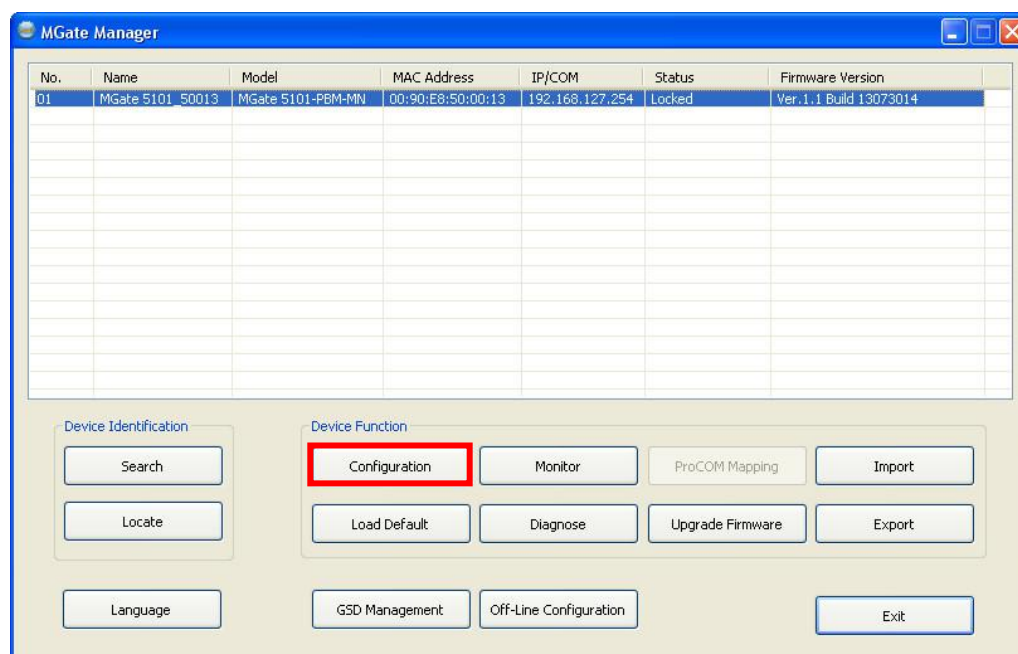 MGate Manager
No. Name Model MAC Address IP/COM Status Firmware Version
01 MGate 5101_50013 MGate 5101-PBM-MN 00:90:E8:50:00:13 192.168.127.254 Locked Ver.1.1 Build 13073014
Device Identification Device Function
Search Configuration Monitor ProCOM Mapping Import
Locate Load Default Diagnose Upgrade Firmware Export
Language GSD Management Off-Line Configuration Exit